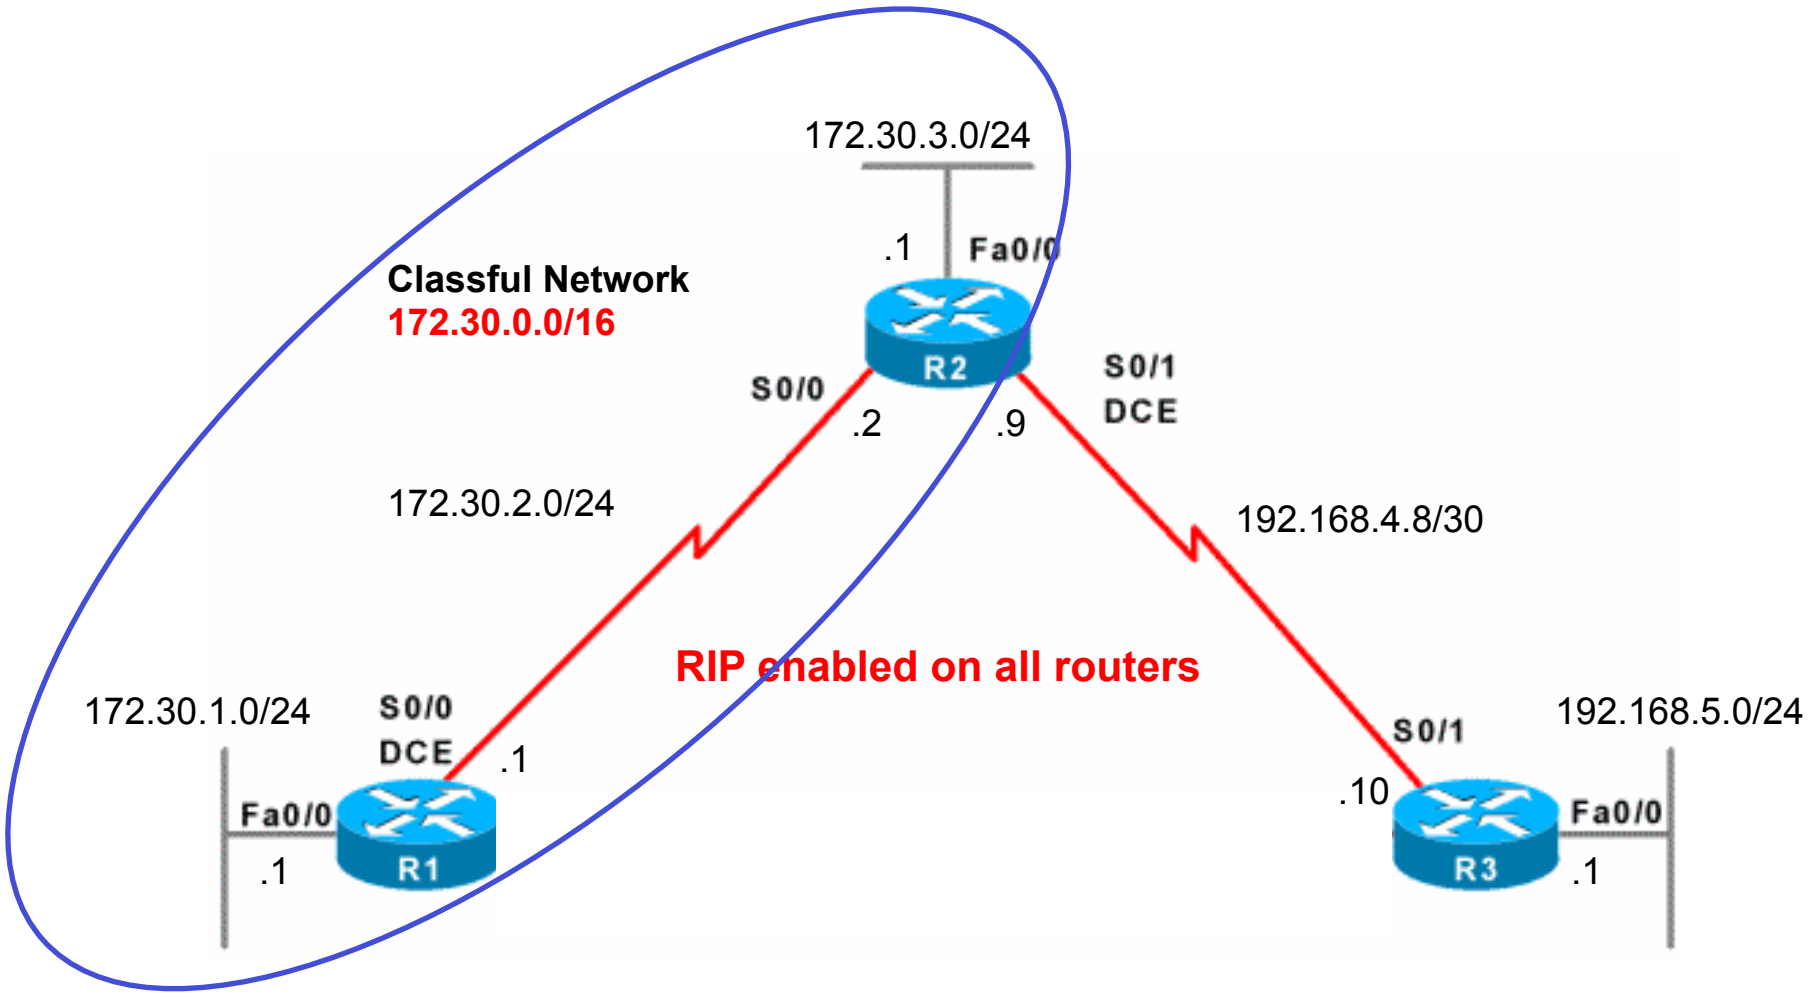 172.30.3.0/24
.1
Fa0/0
Classful Network
172.30.0.0/16
R2
S0/0
.2
.9
S0/1
DCE
172.30.2.0/24
192.168.4.8/30
RIP enabled on all routers
172.30.1.0/24
S0/0
DCE
.1
Fa0/0
.1
R1
192.168.5.0/24
S0/1
.10
Fa0/0
R3
.1